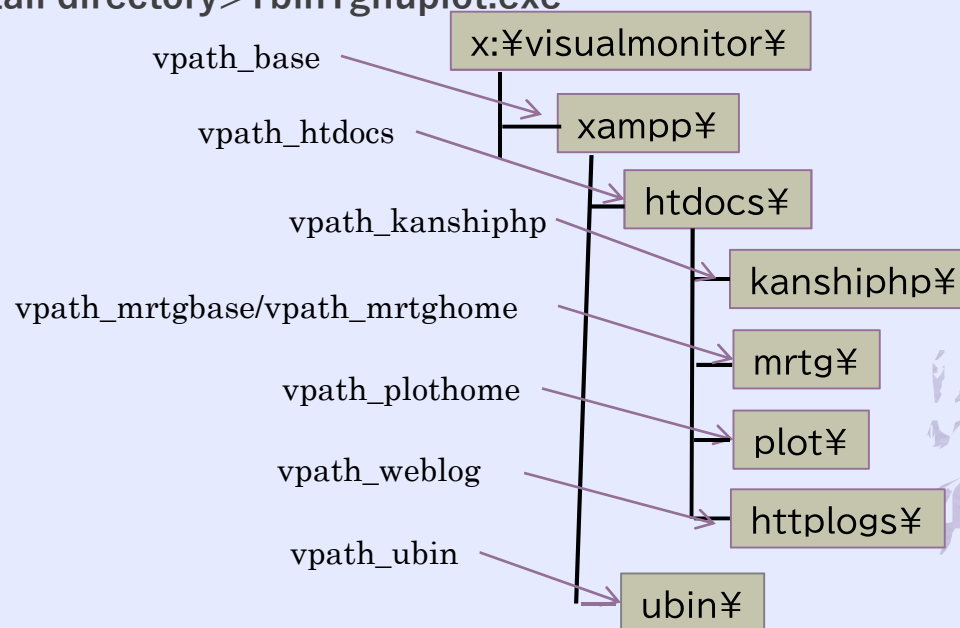 x:¥visualmonitor¥
vpath_base
xampp¥
vpath_htdocs
htdocs¥
vpath_kanshiphp
kanshiphp¥
vpath_mrtgbase/vpath_mrtghome
mrtg¥
vpath_plothome
plot¥
vpath_weblog
httplogs¥
vpath_ubin
ubin¥